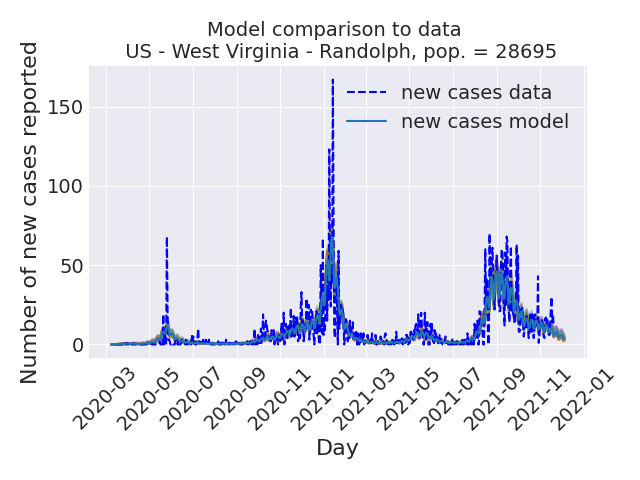 Model comparison to data
US - West Virginia - Randolph, pop. = 28695
Number of new cases reported
150
100
50
0
new cases data
new cases model
2020-03
2020-05
2020-07
2020-09
2020-11
2021-01
2021-03
2021-05
2021-07
2021-09
2021-11
2022-01
Day